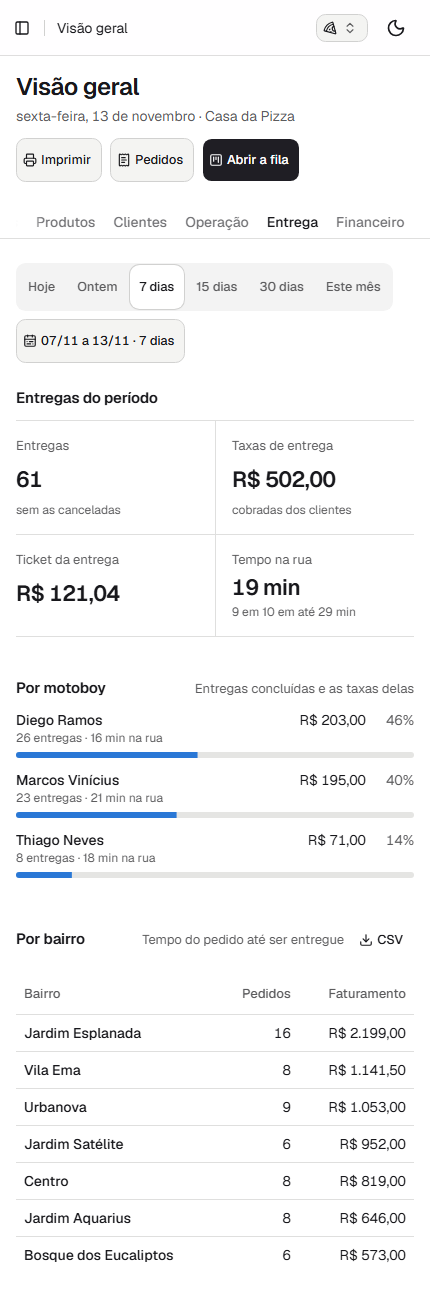 Visão geral
Visão geral
sexta-feira, 13 de novembro · Casa da Pizza
Imprimir
Pedidos
Abrir a fila
Produtos Clientes Operação Entrega Financeiro
Hoje Ontem 7 dias 15 dias 30 dias Este mês
07/11 a 13/11 · 7 dias
Entregas do período
Entregas
61
sem as canceladas
Taxas de entrega
R$ 502,00
cobradas dos clientes
Ticket da entrega
R$ 121,04
Tempo na rua
19 min
9 em 10 em até 29 min
Por motoboy Entregas concluídas e as taxas delas
Diego Ramos R$ 203,00 46%
26 entregas · 16 min na rua
Marcos Vinícius R$ 195,00 40%
23 entregas · 21 min na rua
Thiago Neves R$ 71,00 14%
8 entregas · 18 min na rua
Por bairro Tempo do pedido até ser entregue CSV
Bairro Pedidos Faturamento
Jardim Esplanada 16 R$ 2.199,00
Vila Ema 8 R$ 1.141,50
Urbanova 9 R$ 1.053,00
Jardim Satélite 6 R$ 952,00
Centro 8 R$ 819,00
Jardim Aquarius 8 R$ 646,00
Bosque dos Eucaliptos 6 R$ 573,00